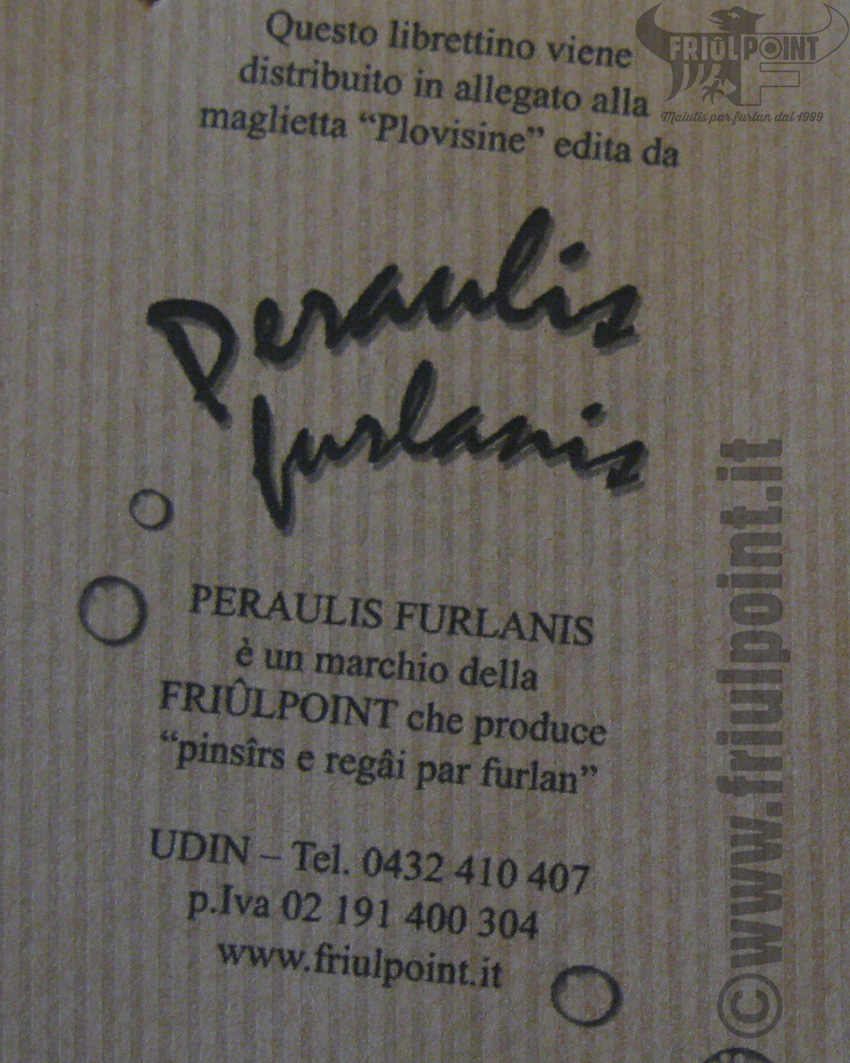 Questo librettino viene
distribuito in allegato alla
maglietta “Plovisine” edita da
Peraulis
furlanis
PERAULIS FURLANIS
è un marchio della
FRIÛLPOINT che produce
“pinsîrs e regâi par furlan”
UDIN – Tel. 0432 410 407
p.Iva 02 191 400 304
www.friulpoint.it
FRIÛLPOINT
F
Maiutis par furlan dal 1999
©www.friulpoint.it